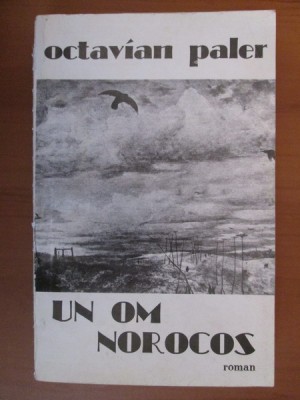 octavian paler
UN OM
NOROCOS
roman